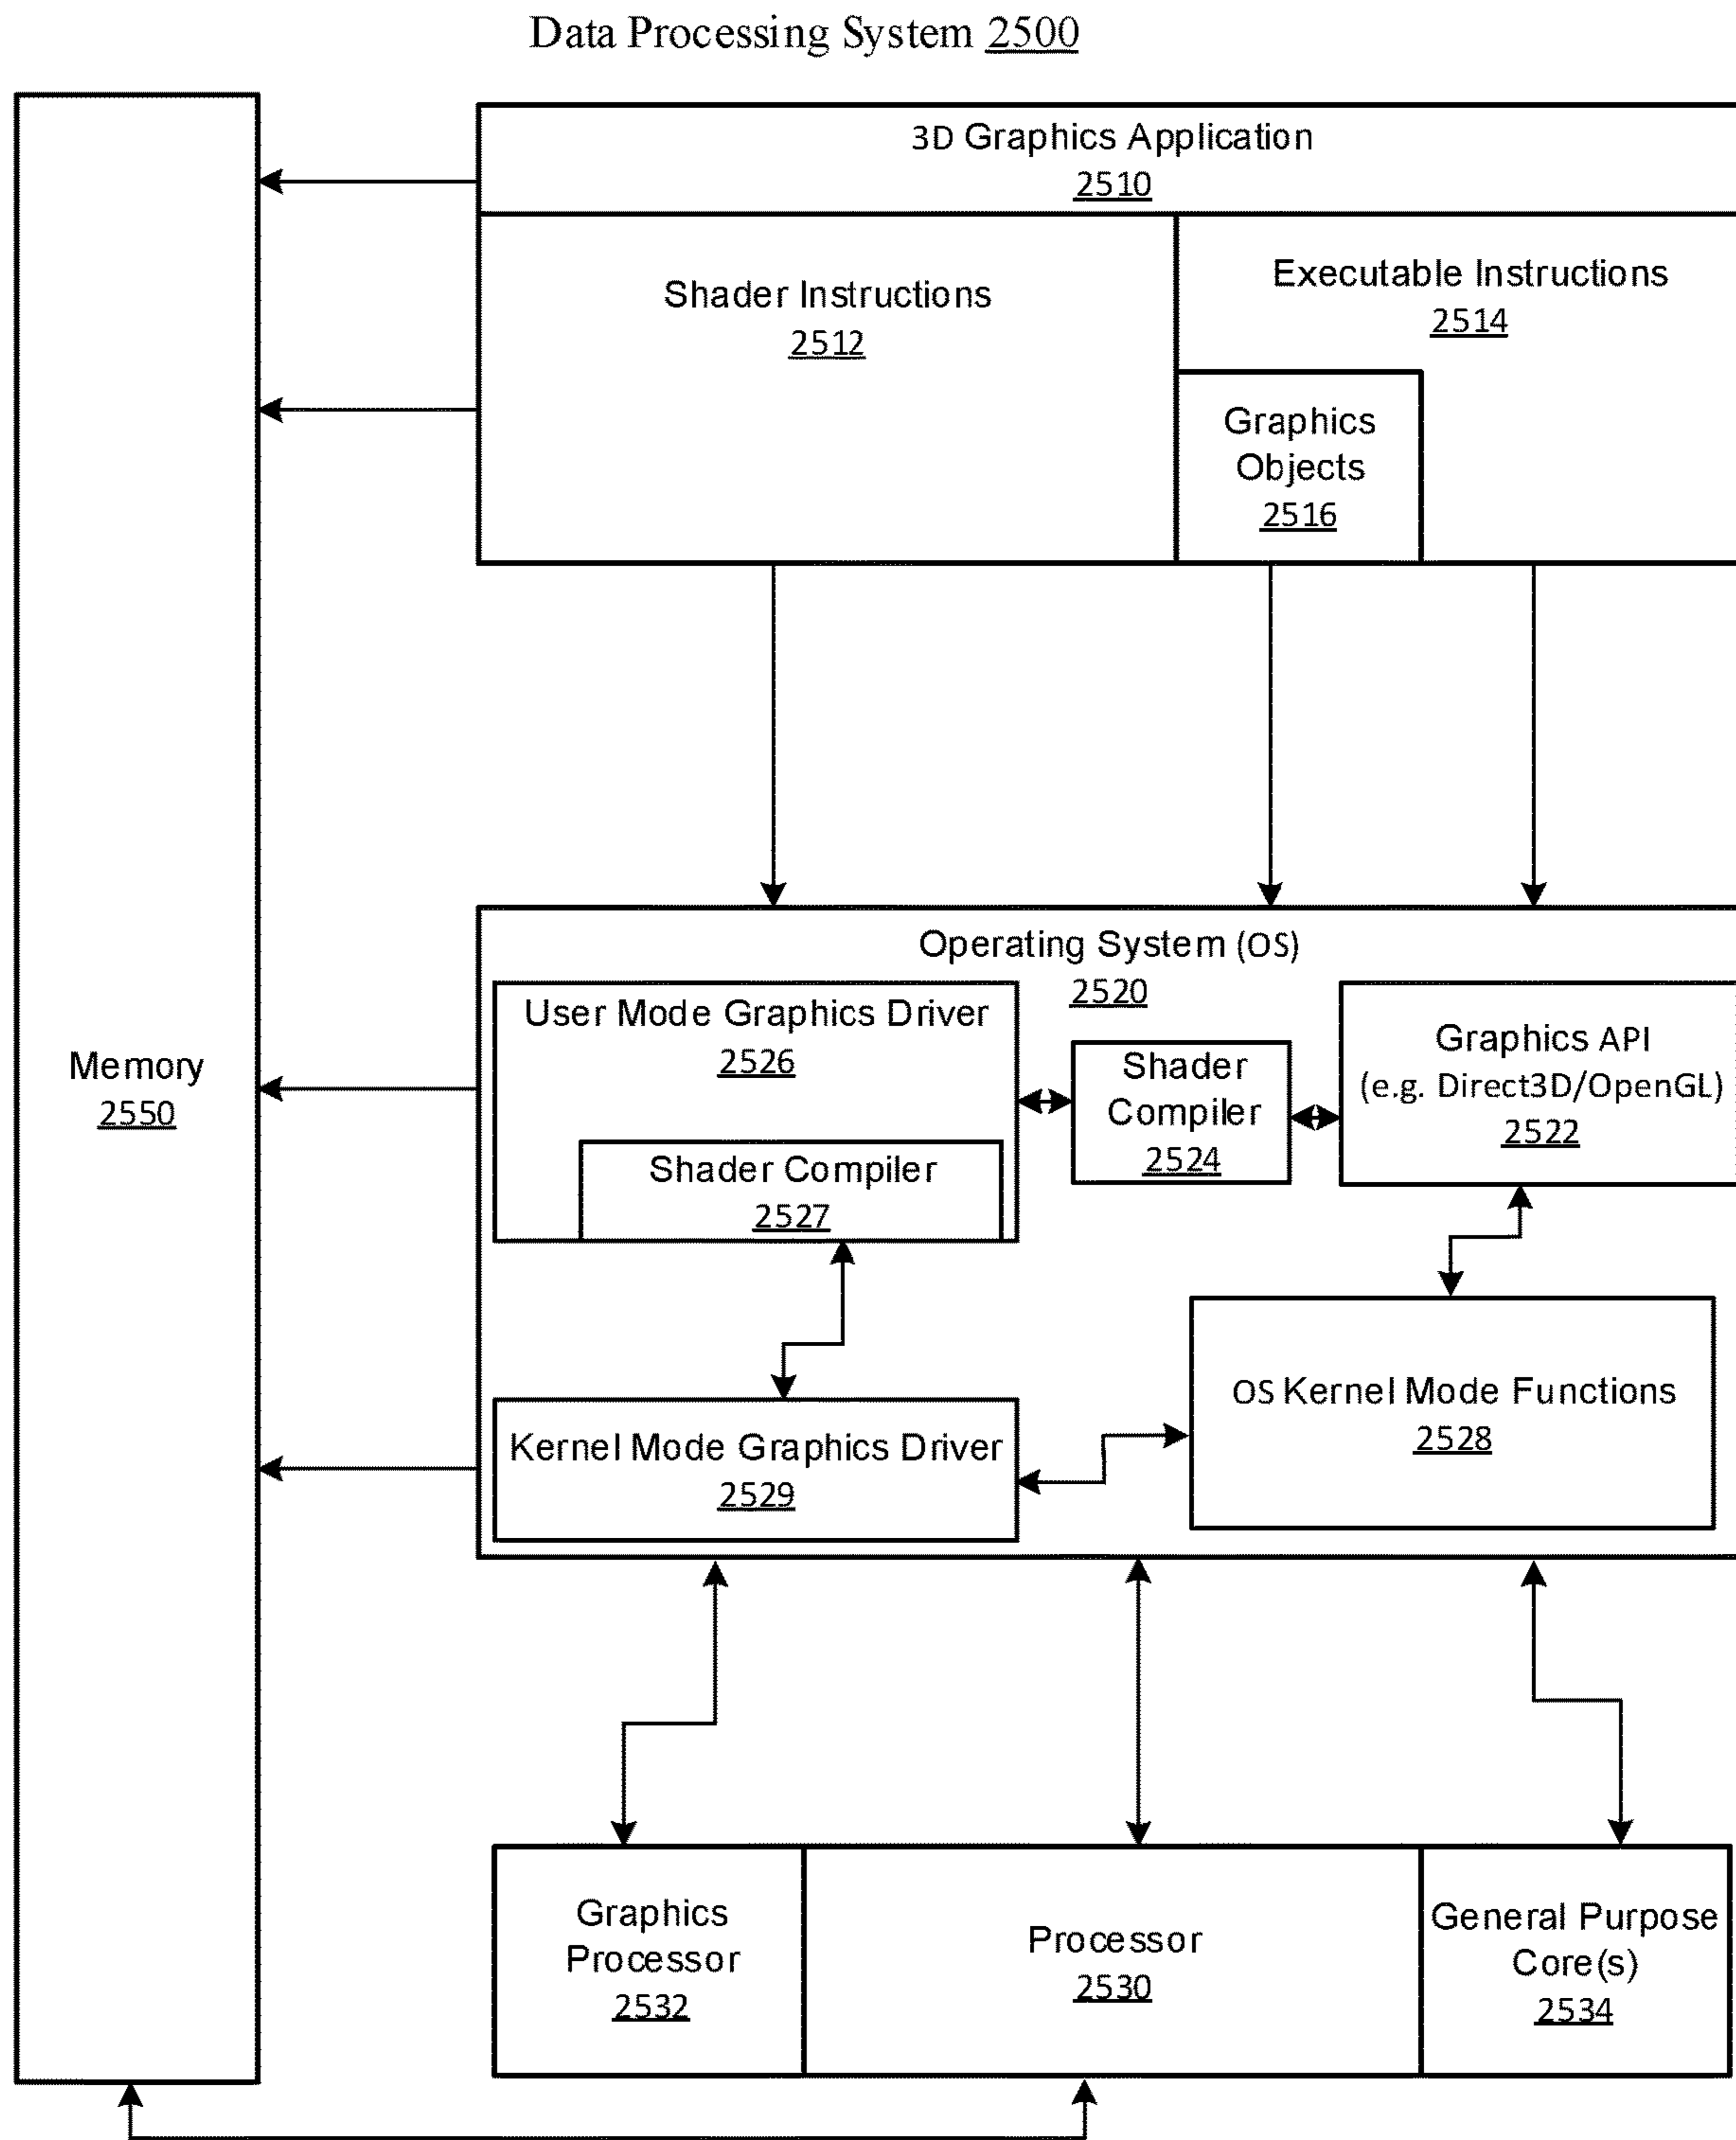 Data Processing System 2500
3D Graphics Application
2510
Shader Instructions
2512
Executable Instructions
2514
Graphics
Objects
2516
Memory
2550
Operating System (OS)
2520
User Mode Graphics Driver
2526
Shader Compiler
2527
Shader
Compiler
2524
Graphics API
(e.g. Direct3D/OpenGL)
2522
Kernel Mode Graphics Driver
2529
OS Kernel Mode Functions
2528
Graphics
Processor
2532
Processor
2530
General Purpose
Core(s)
2534